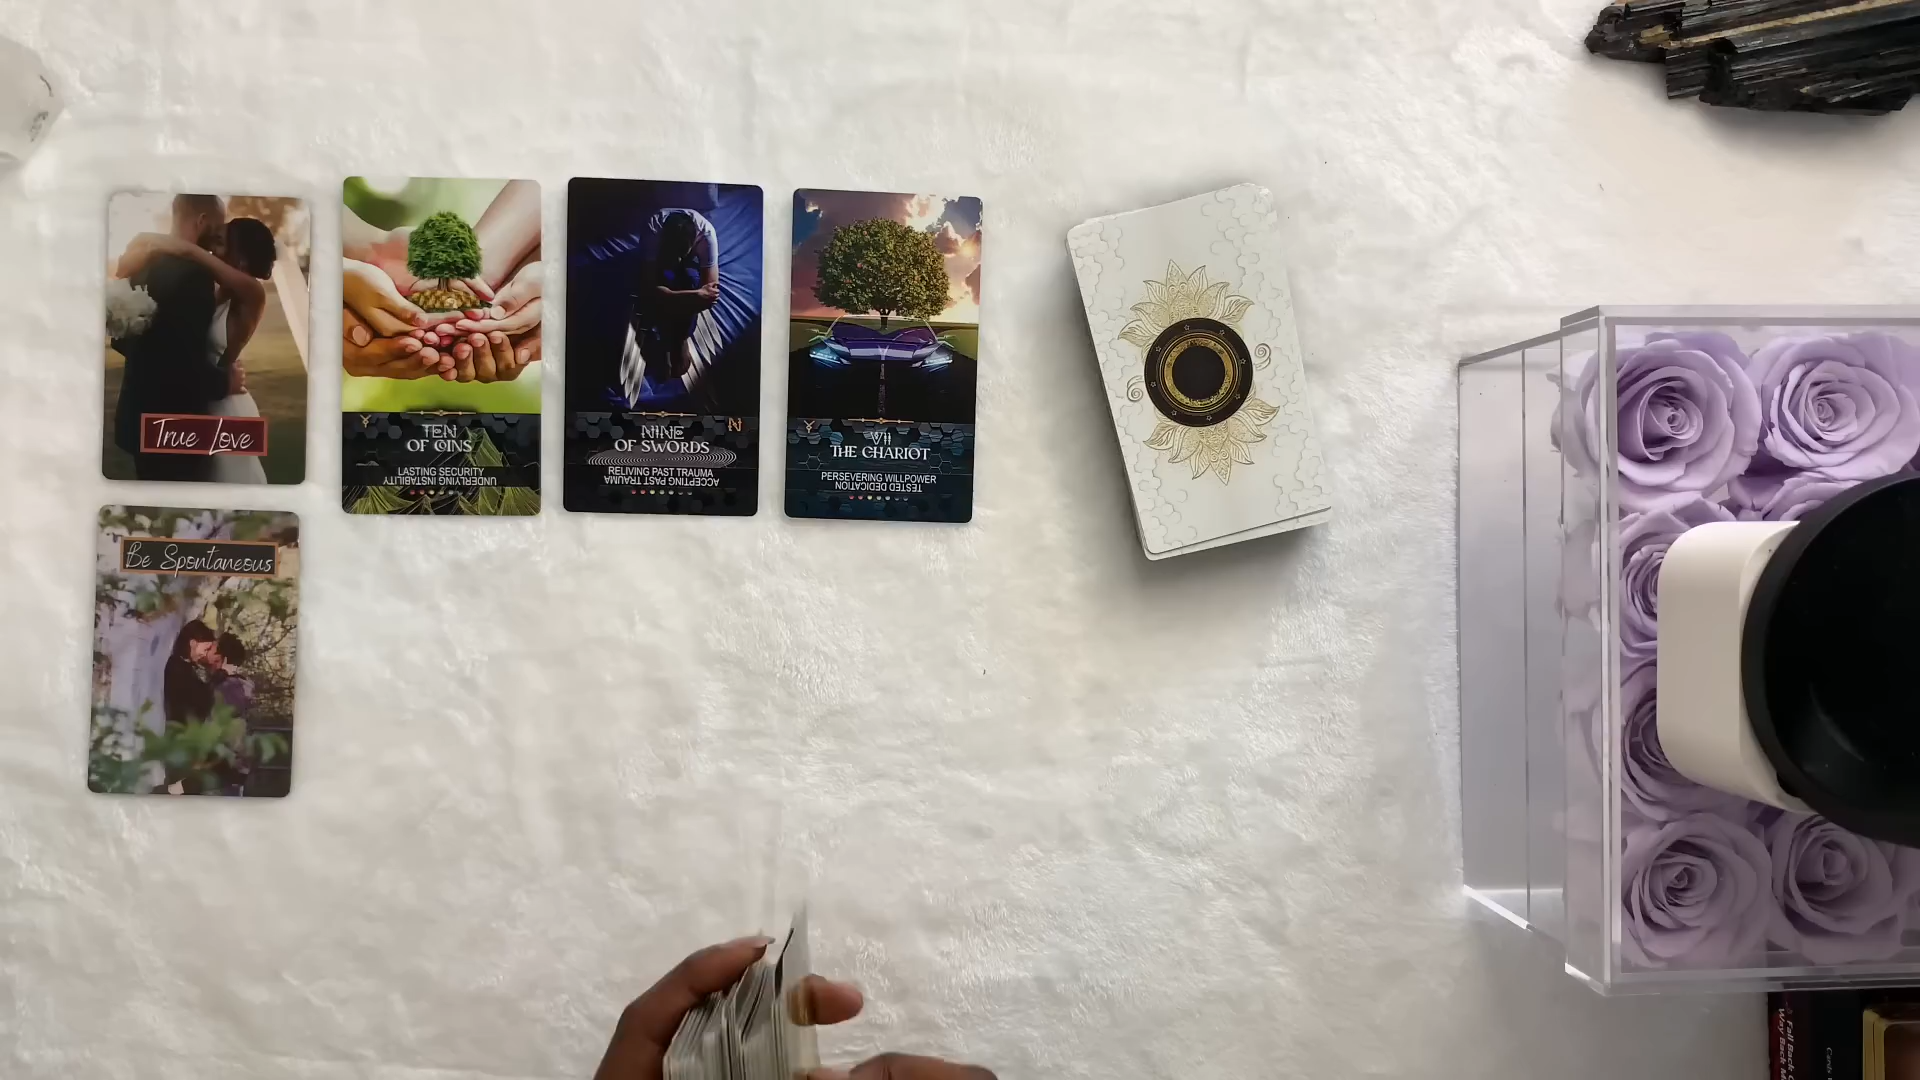 True Love
Be Spontaneous
TEN
OF COINS
LASTING SECURITY
UNDERLYING INSTABILITY
NINE
OF SWORDS
RELIVING PAST TRAUMA
ACCEPTING PAST TRAUMA
VII
THE CHARIOT
PERSEVERING WILLPOWER
TESTED DEDICATION